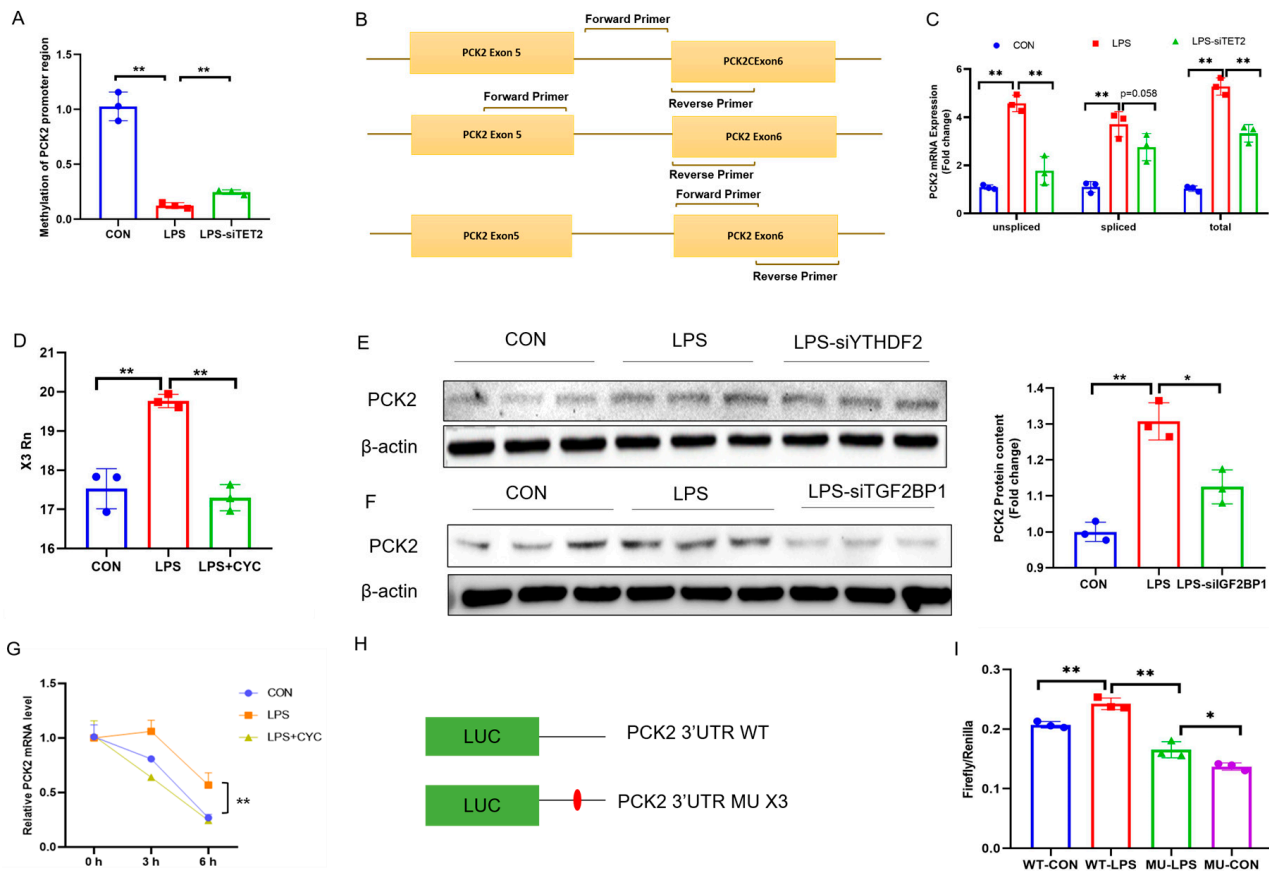 A
Methylation of PCK2 promoter region
1.5
1.0
0.5
0.0
**
**
CON
LPS
LPS-siTET2
B
Forward Primer
PCK2 Exon 5
PCK2CExon6
Reverse Primer
Forward Primer
PCK2 Exon 5
PCK2 Exon6
Reverse Primer
Forward Primer
PCK2 Exon5
PCK2 Exon6
Reverse Primer
C
CON
LPS
LPS-siTET2
PCK2 mRNA Expression
(Fold change)
6
4
2
0
**
**
**
p=0.058
**
**
unspliced
spliced
total
D
X3 Rn
21
20
19
18
17
16
**
**
CON
LPS
LPS+CYC
E
CON
LPS
LPS-siYTHDF2
PCK2
β-actin
F
CON
LPS
LPS-siTGF2BP1
PCK2
β-actin
PCK2 Protein content
(Fold change)
1.4
1.3
1.2
1.1
1.0
0.9
**
*
CON
LPS
LPS-siIGF2BP1
G
Relative PCK2 mRNA level
1.5
1.0
0.5
0.0
CON
LPS
LPS+CYC
**
0 h
3 h
6 h
H
LUC
PCK2 3'UTR WT
LUC
PCK2 3'UTR MU X3
I
Firefly/Renilla
0.3
0.2
0.1
0.0
**
**
*
WT-CON
WT-LPS
MU-LPS
MU-CON